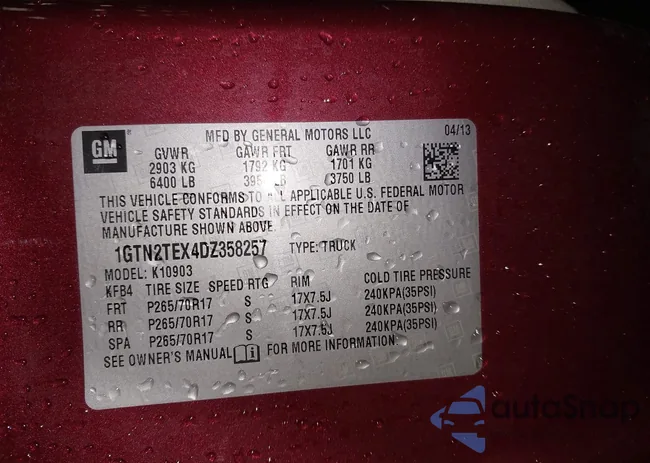 GM
MFD BY GENERAL MOTORS LLC
04/13
GVWR GAWR FRT GAWR RR
2903 KG 1792 KG 1701 KG
6400 LB LB 3750 LB
THIS VEHICLE CONFORMS TO ALL APPLICABLE U.S. FEDERAL MOTOR
VEHICLE SAFETY STANDARDS IN EFFECT ON THE DATE OF
MANUFACTURE SHOWN ABOVE.
1GTN2TEX4DZ358257 TYPE: TRUCK
MODEL: K10903
KFB4 TIRE SIZE SPEED RTG RIM COLD TIRE PRESSURE
FRT P265/70R17 S 17X7.5J 240KPA(35PSI)
RR P265/70R17 S 17X7.5J 240KPA(35PSI)
SPA P265/70R17 S 17X7.5J 240KPA(35PSI)
SEE OWNER'S MANUAL FOR MORE INFORMATION.
autoSnap